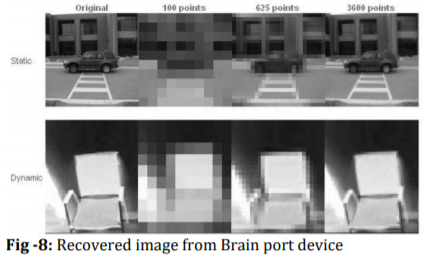 Original 100 points 625 points 3600 points
Static
Dynamic
Fig -8: Recovered image from Brain port device